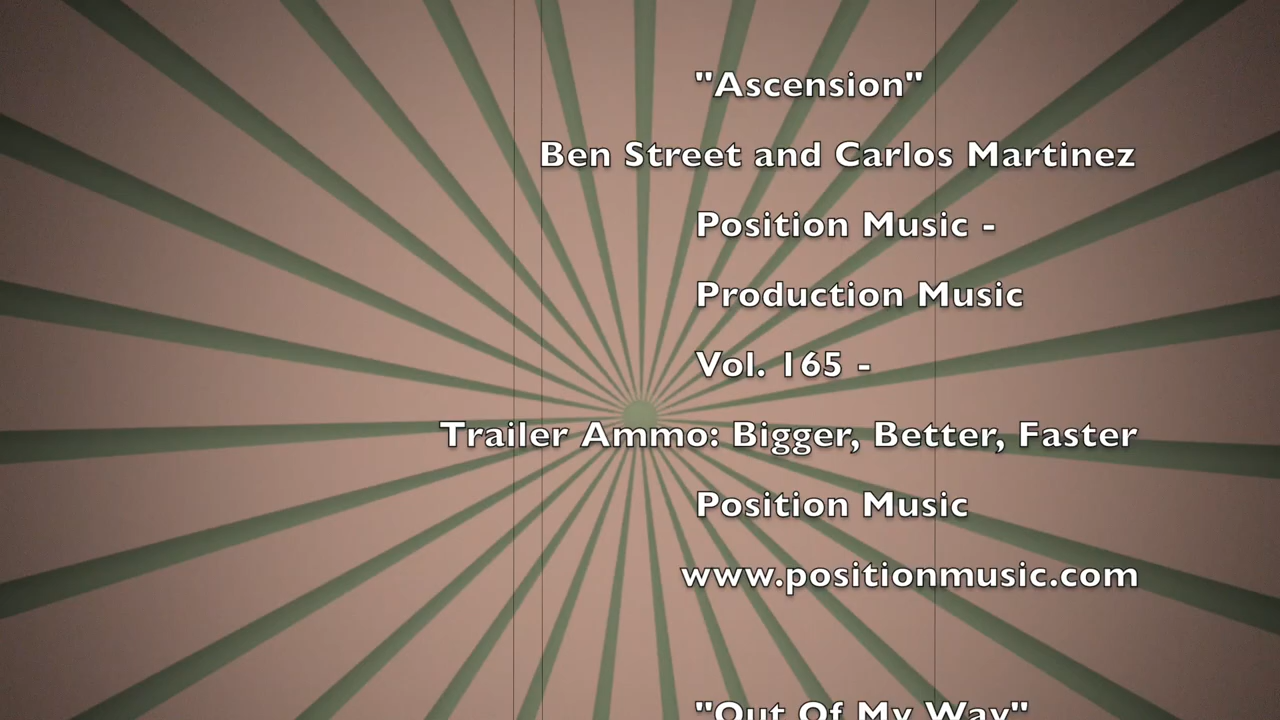 "Ascension"
Ben Street and Carlos Martinez
Position Music -
Production Music
Vol. 165 -
Trailer Ammo: Bigger, Better, Faster
Position Music
www.positionmusic.com
"Out Of My Way"